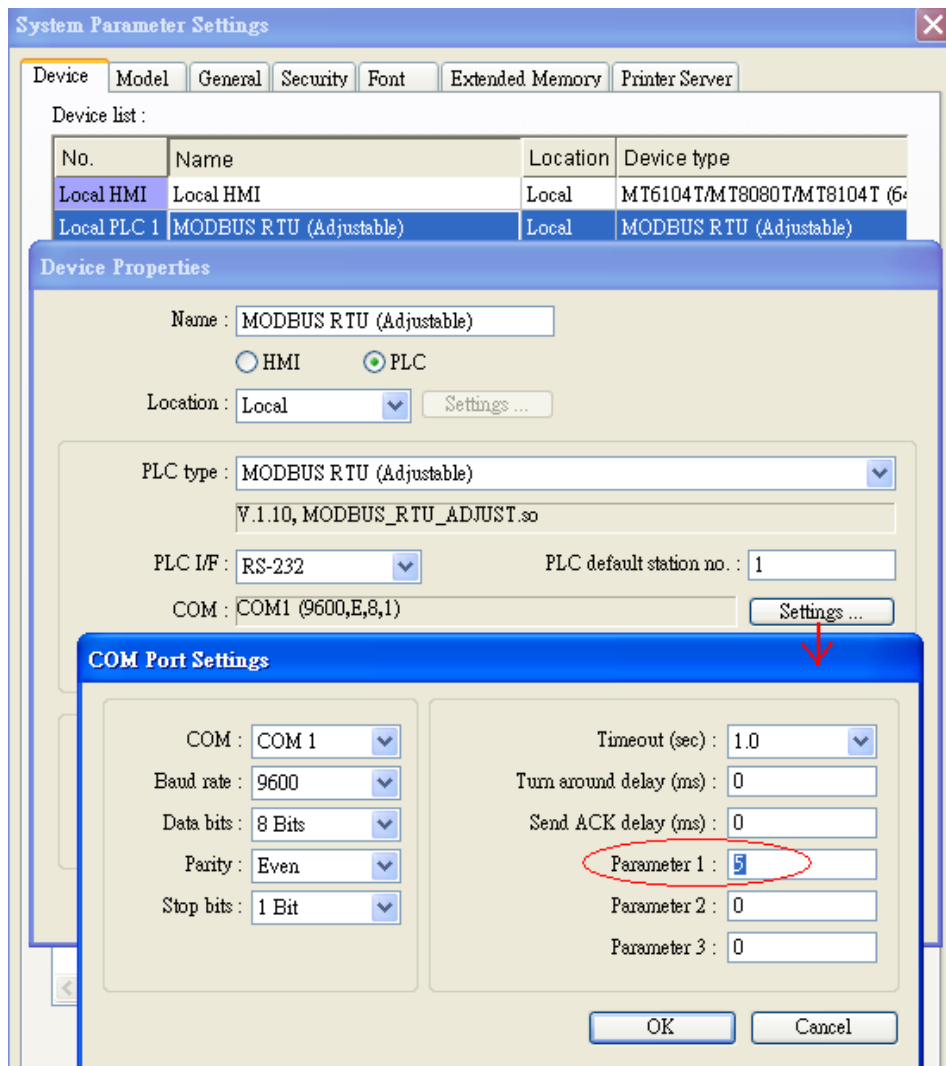 System Parameter Settings
Device Model General Security Font Extended Memory Printer Server
Device list :
No. Name Location Device type
Local HMI Local HMI Local MT6104T/MT8080T/MT8104T (64
Local PLC 1 MODBUS RTU (Adjustable) Local MODBUS RTU (Adjustable)
Device Properties
Name : MODBUS RTU (Adjustable)
HMI PLC
Location : Local Settings ...
PLC type : MODBUS RTU (Adjustable)
V.1.10, MODBUS_RTU_ADJUST.so
PLC I/F : RS-232 PLC default station no. : 1
COM : COM1 (9600,E,8,1) Settings ...
COM Port Settings
COM : COM 1 Timeout (sec) : 1.0
Baud rate : 9600 Turn around delay (ms) : 0
Data bits : 8 Bits Send ACK delay (ms) : 0
Parity : Even Parameter 1 : 5
Stop bits : 1 Bit Parameter 2 : 0
Parameter 3 : 0
OK Cancel